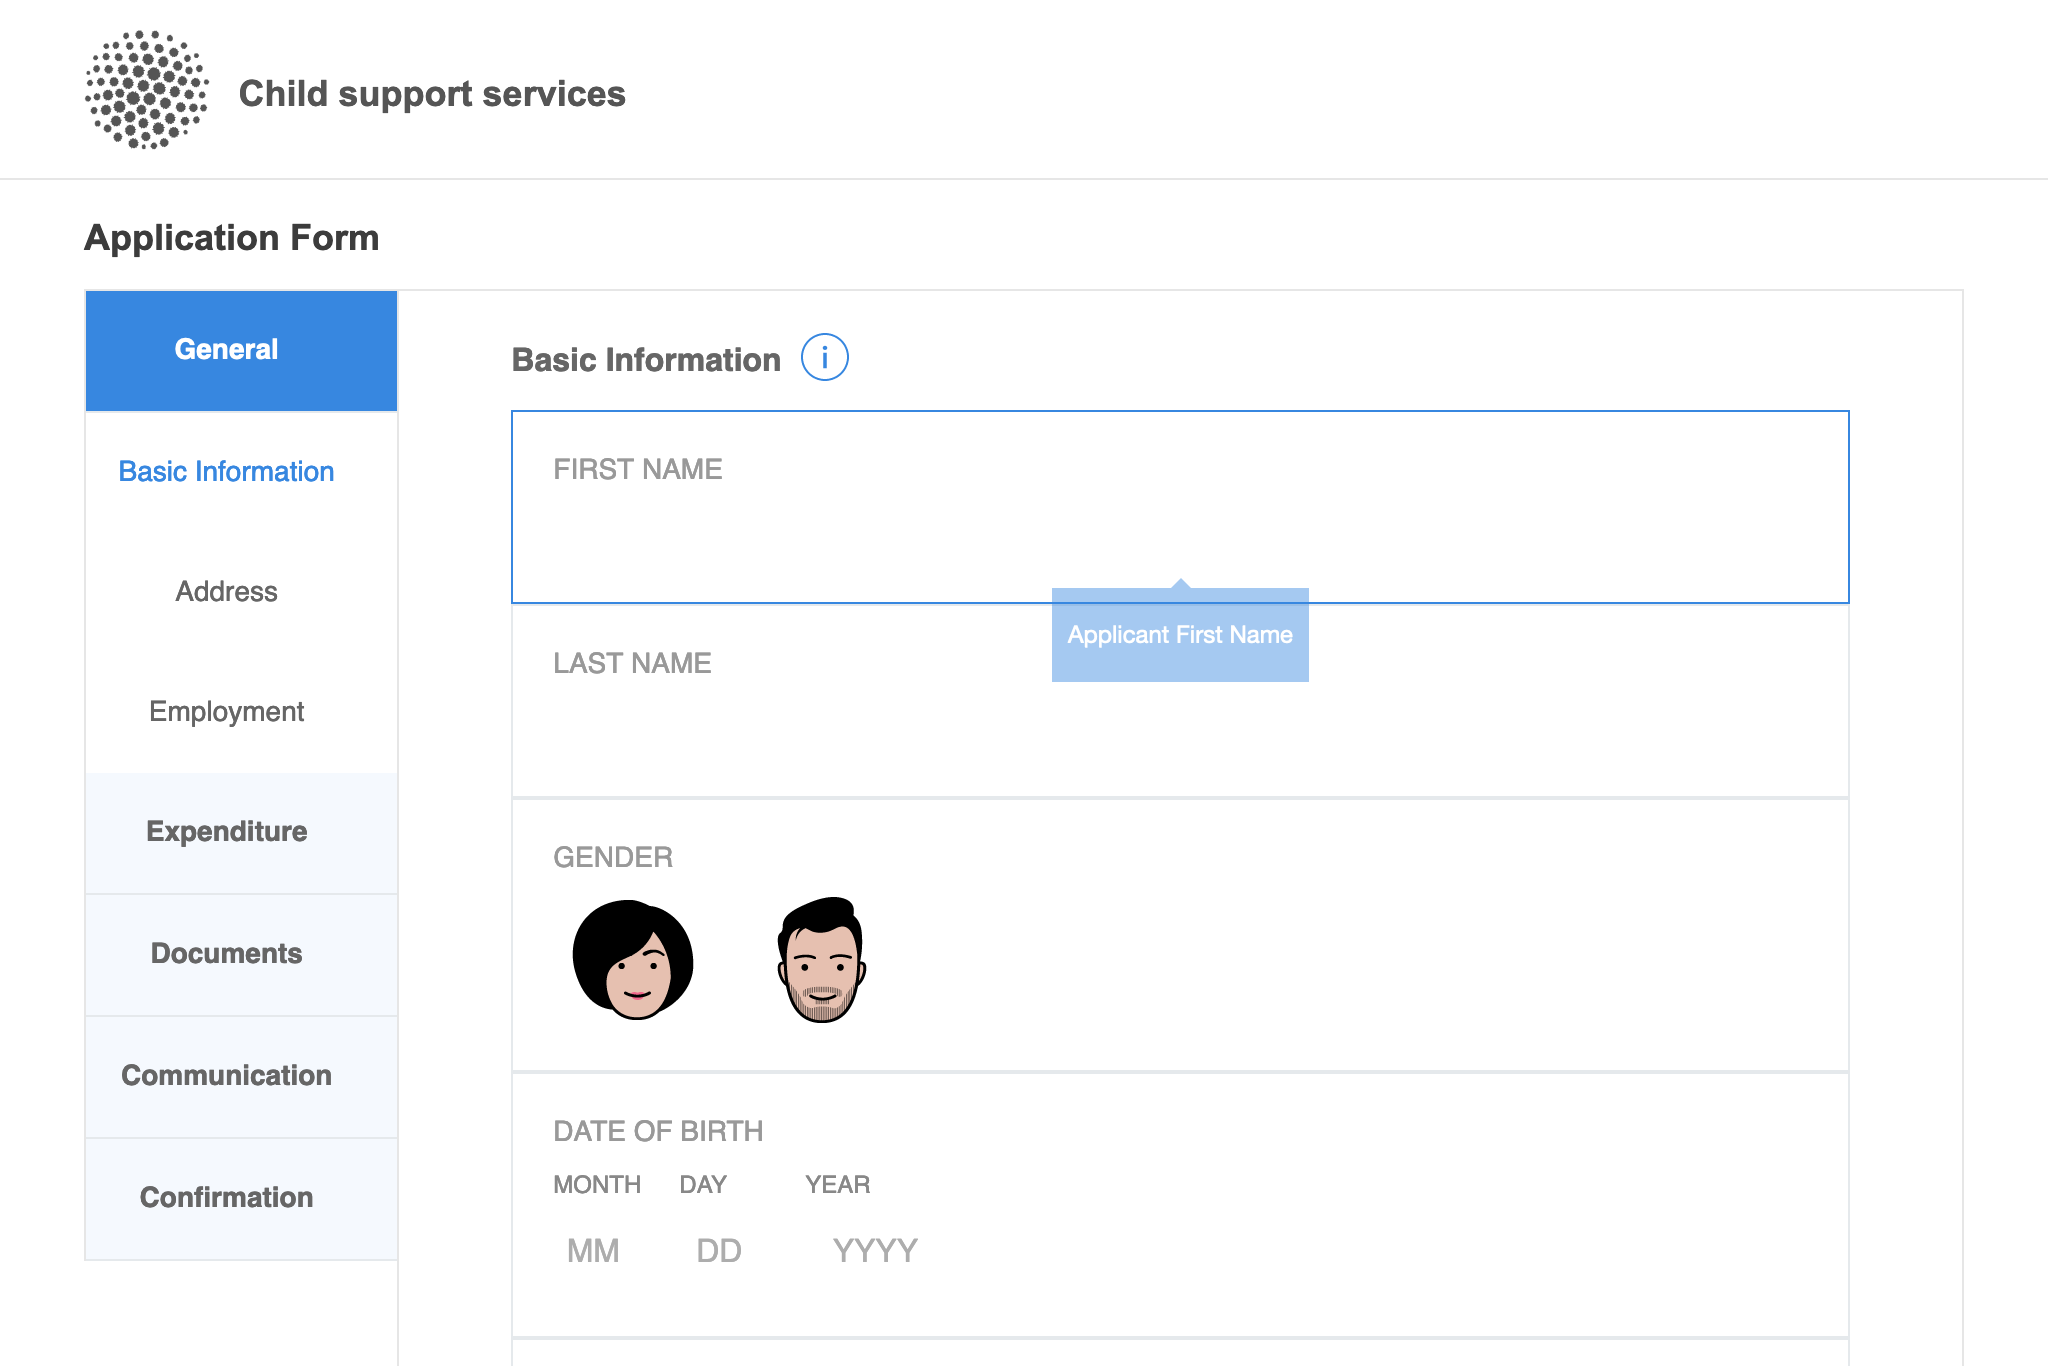 Child support services
Application Form
General
Basic Information
Address
Employment
Expenditure
Documents
Communication
Confirmation
Basic Information i
FIRST NAME
Applicant First Name
LAST NAME
GENDER
DATE OF BIRTH
MONTH DAY YEAR
MM DD YYYY